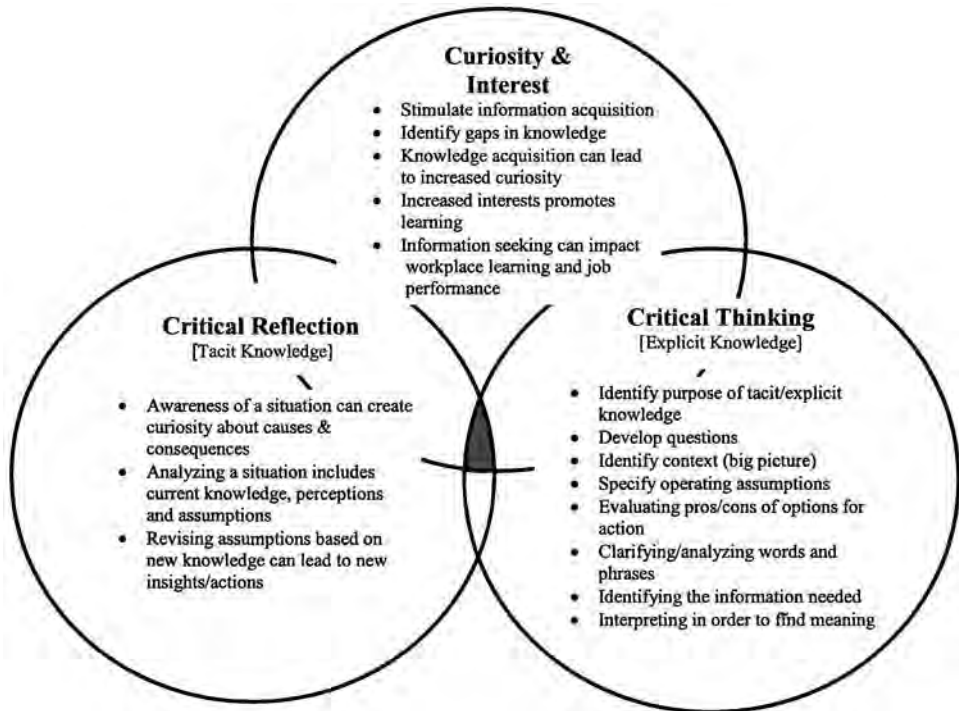 Curiosity &
Interest
• Stimulate information acquisition
• Identify gaps in knowledge
• Knowledge acquisition can lead
to increased curiosity
• Increased interests promotes
learning
• Information seeking can impact
workplace learning and job
performance
Critical Reflection
[Tacit Knowledge]
• Awareness of a situation can create
curiosity about causes &
consequences
• Analyzing a situation includes
current knowledge, perceptions
and assumptions
• Revising assumptions based on
new knowledge can lead to new
insights/actions
Critical Thinking
[Explicit Knowledge]
• Identify purpose of tacit/explicit
knowledge
• Develop questions
• Identify context (big picture)
• Specify operating assumptions
• Evaluating pros/cons of options for
action
• Clarifying/analyzing words and
phrases
• Identifying the information needed
• Interpreting in order to find meaning